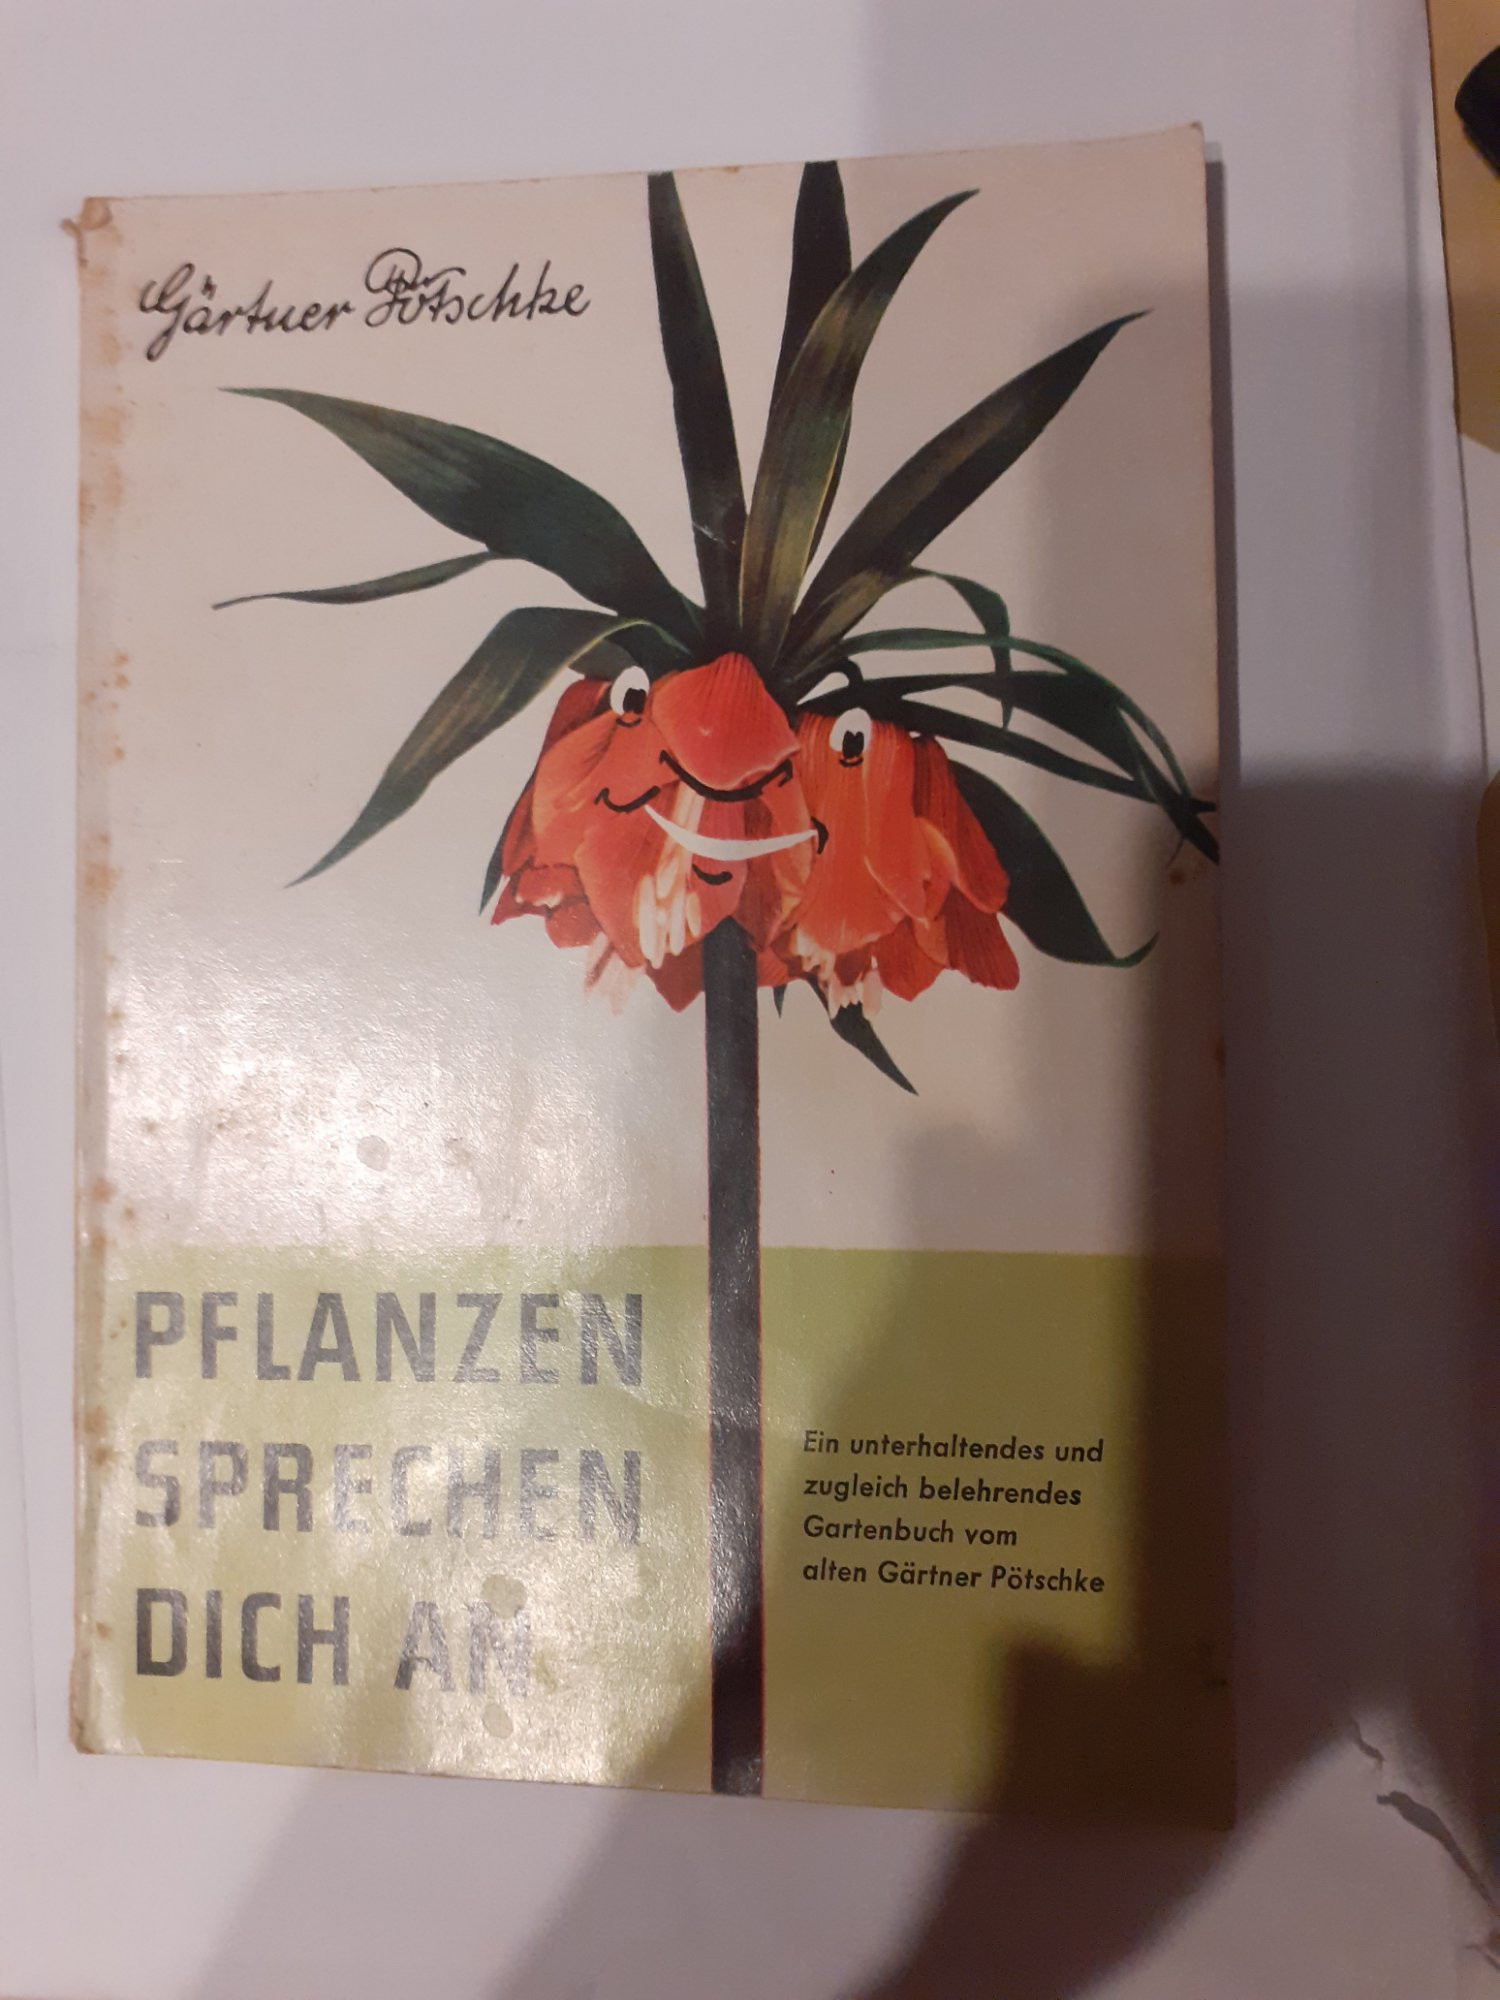 Gärtner Pötschke
PFLANZEN
SPRECHEN
DICH AN
Ein unterhaltendes und
zugleich belehrendes
Gartenbuch vom
alten Gärtner Pötschke